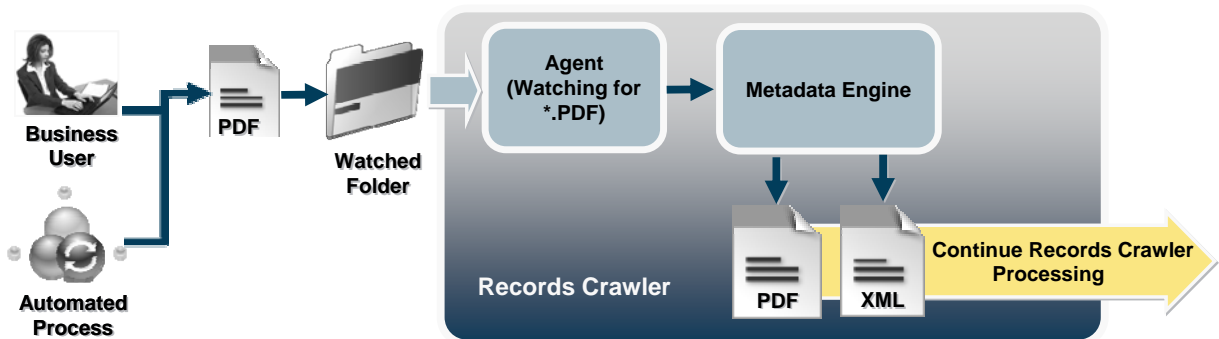 Business
User
Automated
Process
PDF
Watched
Folder
Agent
(Watching for
*.PDF)
Metadata Engine
Records Crawler
PDF
XML
Continue Records Crawler
Processing